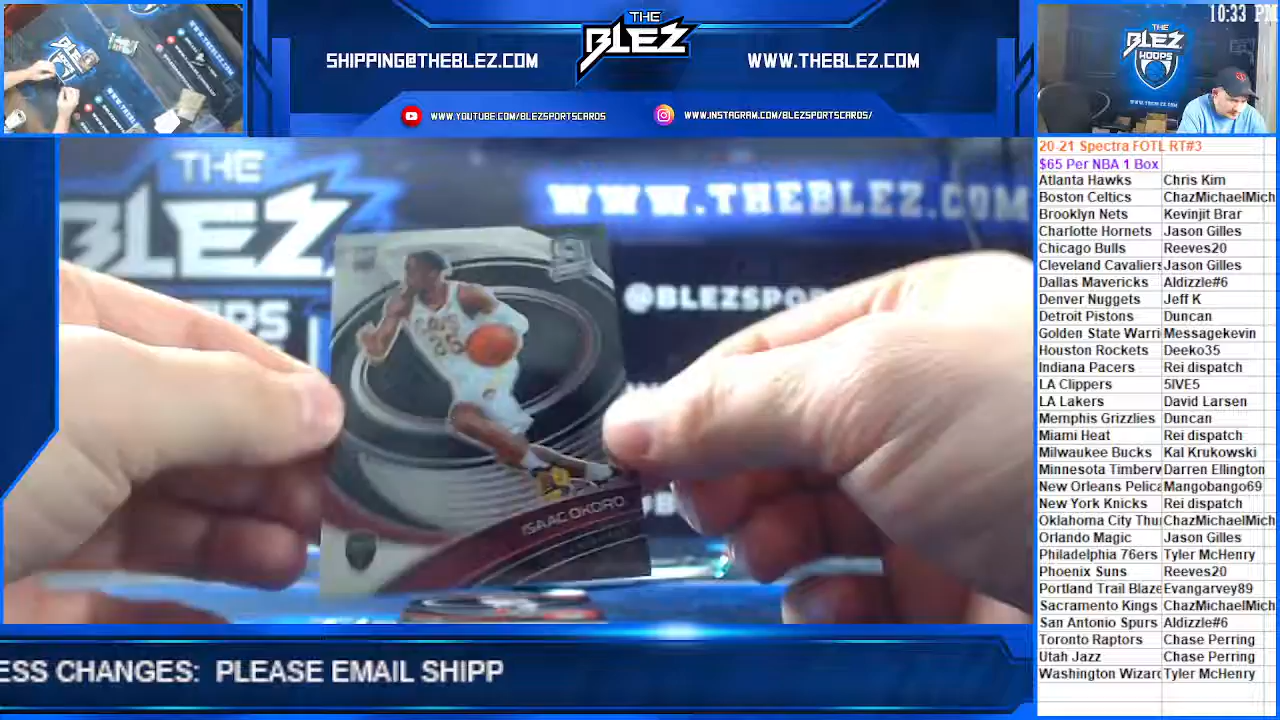 THE
BLEZ
SHIPPING@THEBLEZ.COM
WWW.THEBLEZ.COM
WWW.YOUTUBE.COM/BLEZSPORTSCARDS
WWW.INSTAGRAM.COM/BLEZSPORTSCARDS/
10:33 PM
THE
BLEZ
HOOPS
20-21 Spectra FOTL RT#3
$65 Per NBA 1 Box
Atlanta Hawks Chris Kim
Boston Celtics ChazMichaelMich
Brooklyn Nets Kevinjit Brar
Charlotte Hornets Jason Gilles
Chicago Bulls Reeves20
Cleveland Cavaliers Jason Gilles
Dallas Mavericks Aldizzle#6
Denver Nuggets Jeff K
Detroit Pistons Duncan
Golden State Warri Messagekevin
Houston Rockets Deeko35
Indiana Pacers Rei dispatch
LA Clippers 5IVE5
LA Lakers David Larsen
Memphis Grizzlies Duncan
Miami Heat Rei dispatch
Milwaukee Bucks Kal Krukowski
Minnesota Timberw Darren Ellington
New Orleans Pelica Mangobango69
New York Knicks Rei dispatch
Oklahoma City Thu ChazMichaelMich
Orlando Magic Jason Gilles
Philadelphia 76ers Tyler McHenry
Phoenix Suns Reeves20
Portland Trail Blaze Evangarvey89
Sacramento Kings ChazMichaelMich
San Antonio Spurs Aldizzle#6
Toronto Raptors Chase Perring
Utah Jazz Chase Perring
Washington Wizard Tyler McHenry
THE
BLEZ
WWW.THEBLEZ.COM
@BLEZSPO
CAVS
35
ISAAC OKORO
ESS CHANGES: PLEASE EMAIL SHIPP